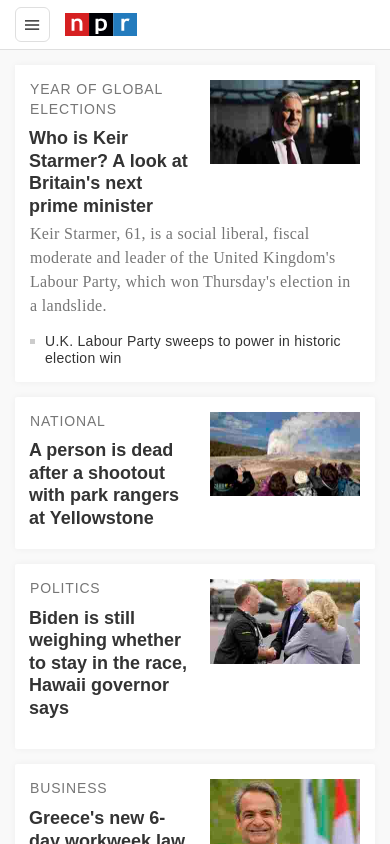 npr
YEAR OF GLOBAL
ELECTIONS
Who is Keir
Starmer? A look at
Britain's next
prime minister
Keir Starmer, 61, is a social liberal, fiscal
moderate and leader of the United Kingdom's
Labour Party, which won Thursday's election in
a landslide.
U.K. Labour Party sweeps to power in historic
election win
NATIONAL
A person is dead
after a shootout
with park rangers
at Yellowstone
POLITICS
Biden is still
weighing whether
to stay in the race,
Hawaii governor
says
BUSINESS
Greece's new 6-
day workweek law